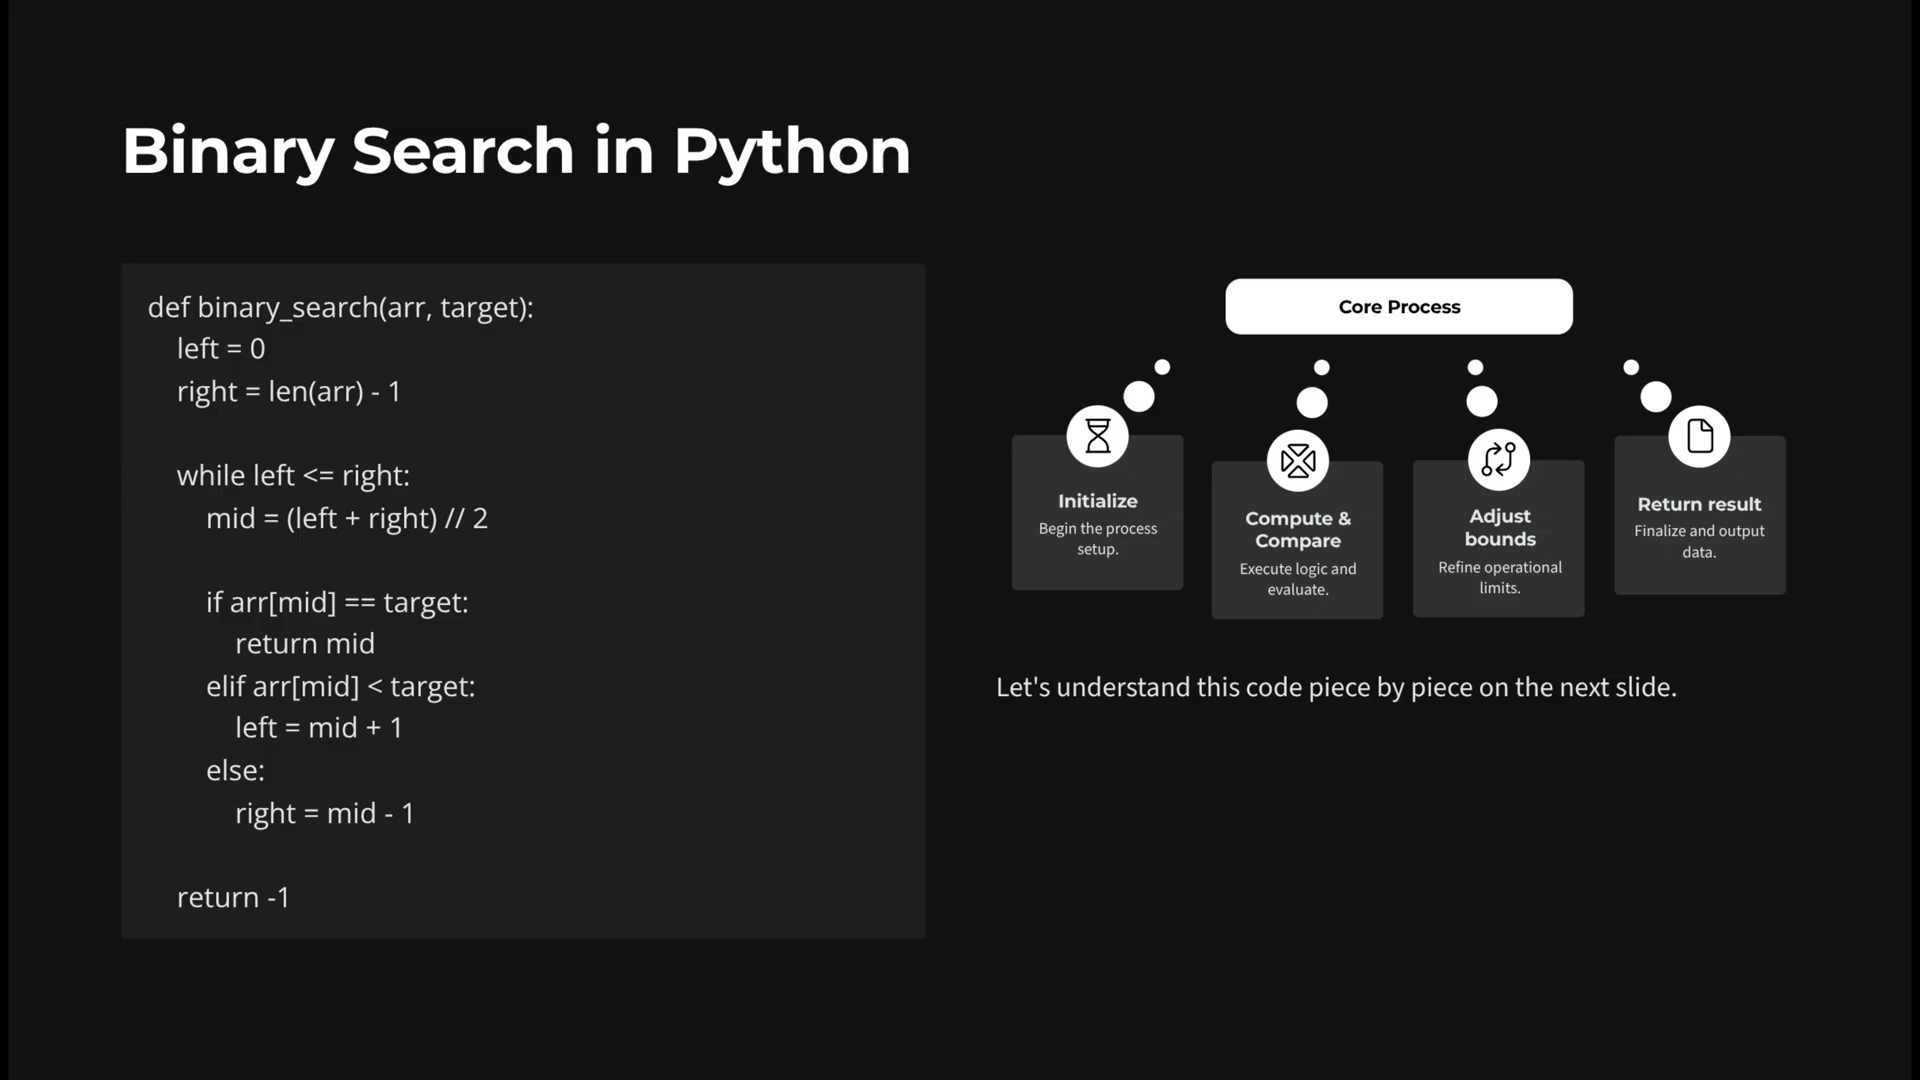 Binary Search in Python
def binary_search(arr, target):
left = 0
right = len(arr) - 1
while left <= right:
mid = (left + right) // 2
if arr[mid] == target:
return mid
elif arr[mid] < target:
left = mid + 1
else:
right = mid - 1
return -1
Core Process
Initialize
Begin the process
setup.
Compute &
Compare
Execute logic and
evaluate.
Adjust
bounds
Refine operational
limits.
Return result
Finalize and output
data.
Let's understand this code piece by piece on the next slide.